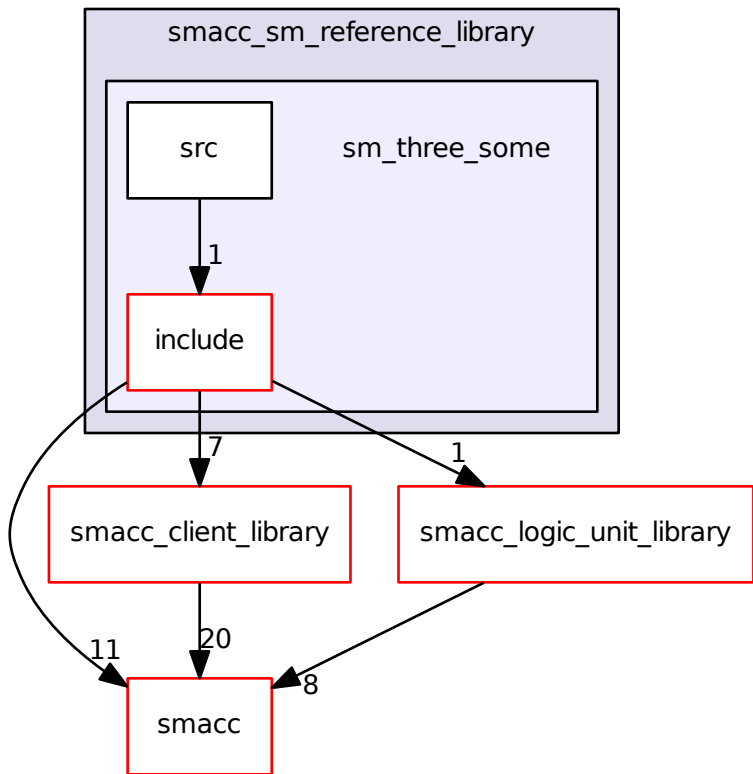 smacc_sm_reference_library
src
sm_three_some
1
include
7
1
smacc_client_library
smacc_logic_unit_library
11
20
8
smacc